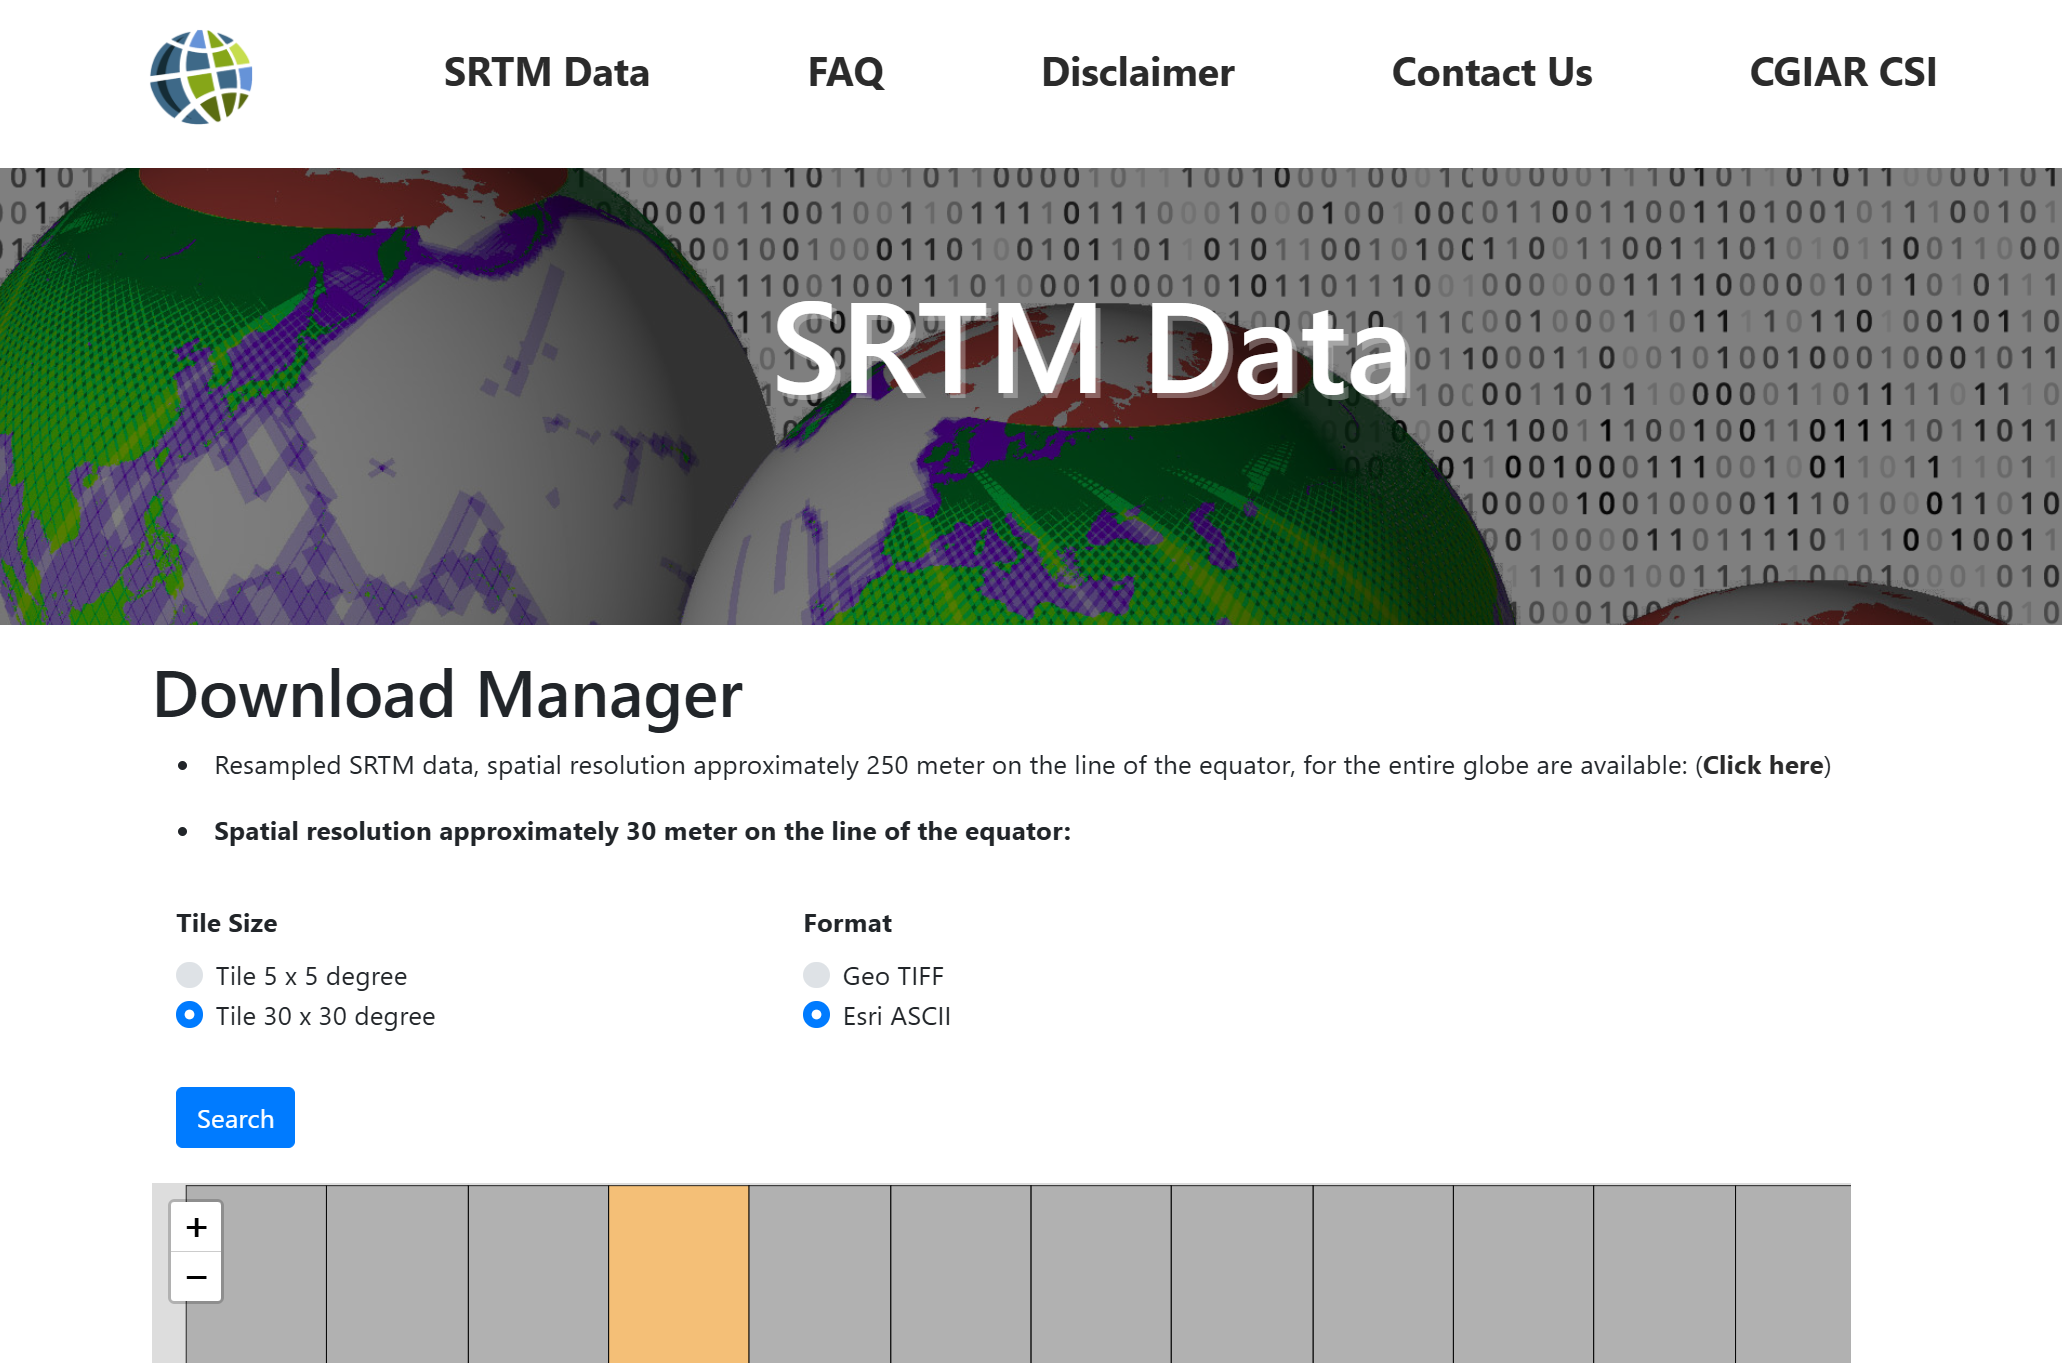 SRTM Data
FAQ
Disclaimer
Contact Us
CGIAR CSI
SRTM Data
Download Manager
Resampled SRTM data, spatial resolution approximately 250 meter on the line of the equator, for the entire globe are available: (Click here)
Spatial resolution approximately 30 meter on the line of the equator:
Tile Size
Format
Tile 5 x 5 degree
Geo TIFF
Tile 30 x 30 degree
Esri ASCII
Search
+
−